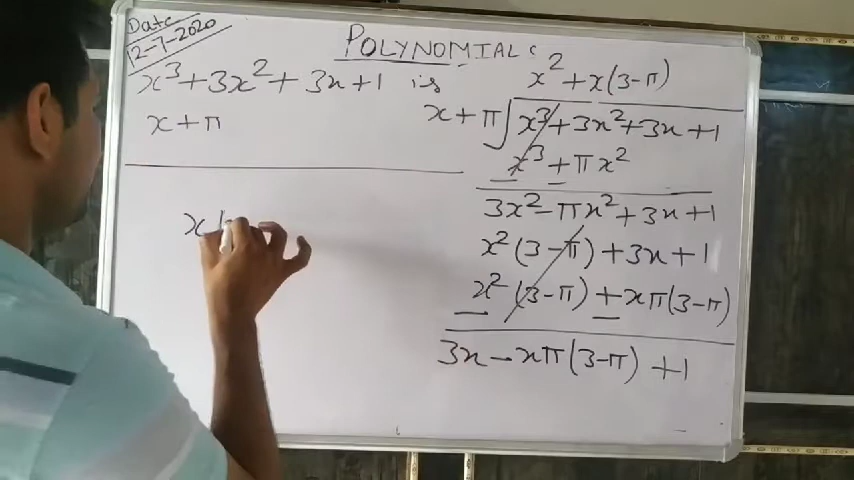 Date
12-7-2020
POLYNOMIALS
x³+3x²+3x+1 is
x+π
x²+x(3-π)
x+π x³+3x²+3x+1
x³+πx²
3x²-πx²+3x+1
x²(3-π)+3x+1
x²(3-π)+xπ(3-π)
3x-xπ(3-π)+1
x